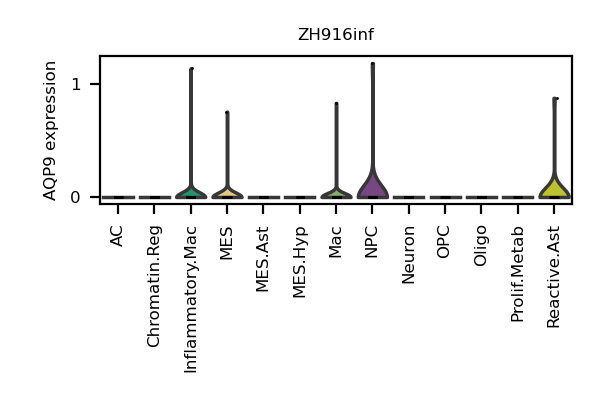 ZH916inf
AQP9 expression
1
0
AC
Chromatin.Reg
Inflammatory.Mac
MES
MES.Ast
MES.Hyp
Mac
NPC
Neuron
OPC
Oligo
Prolif.Metab
Reactive.Ast